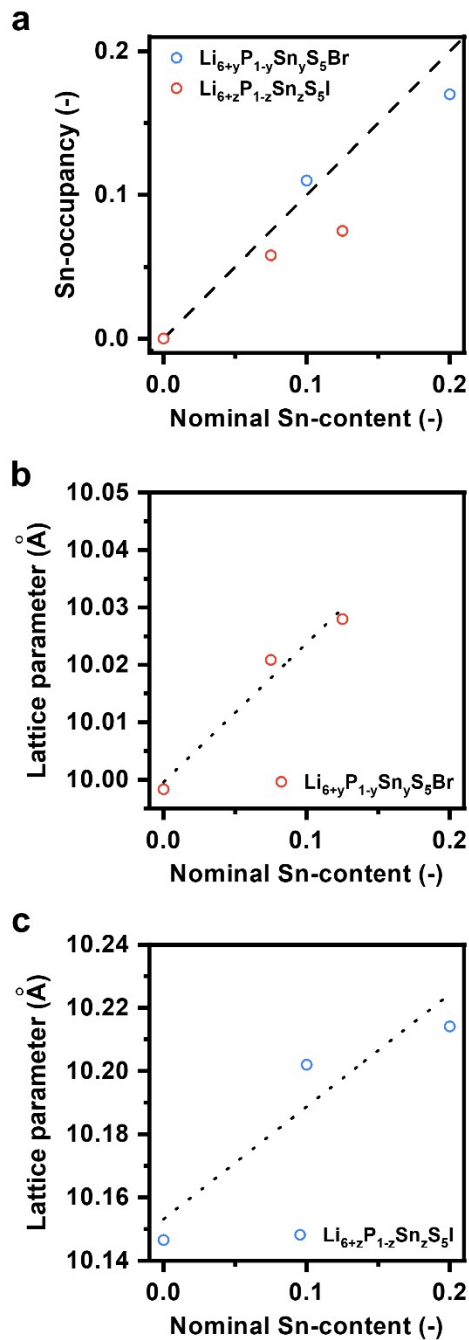 a
Sn-occupancy (-)
0.2
0.1
0.0
Li₆₊yP₁₋ySnyS₅Br
Li₆₊zP₁₋zSnzS₅I
0.0 0.1 0.2
Nominal Sn-content (-)
b
Lattice parameter (Å)
10.05
10.04
10.03
10.02
10.01
10.00
Li₆₊yP₁₋ySnyS₅Br
0.0 0.1 0.2
Nominal Sn-content (-)
c
Lattice parameter (Å)
10.24
10.22
10.20
10.18
10.16
10.14
Li₆₊zP₁₋zSnzS₅I
0.0 0.1 0.2
Nominal Sn-content (-)